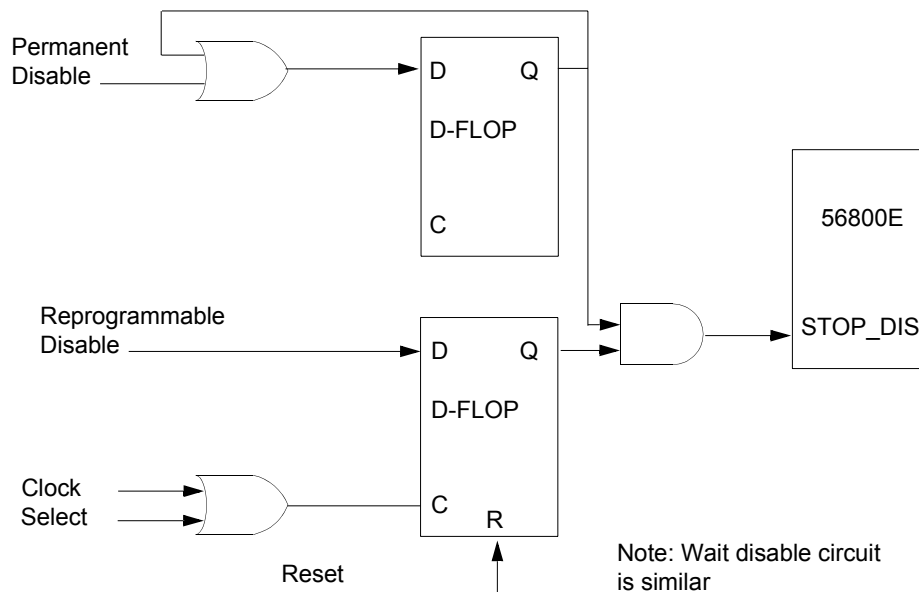 Permanent
Disable
D
Q
D-FLOP
C
56800E
STOP_DIS
Reprogrammable
Disable
D
Q
D-FLOP
Clock
Select
C
R
Reset
Note: Wait disable circuit
is similar